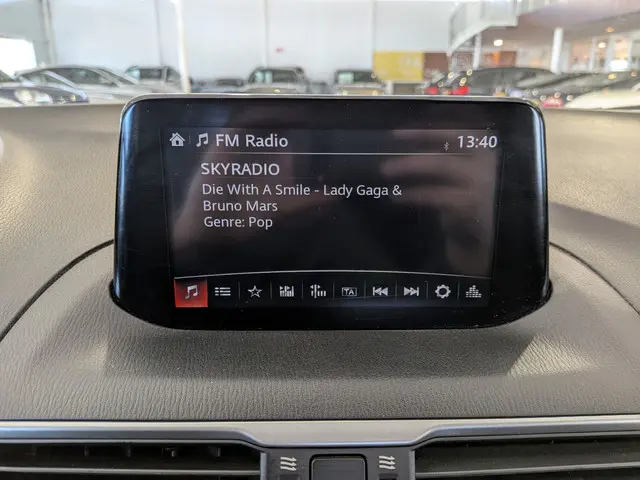 FM Radio
13:40
SKYRADIO
Die With A Smile - Lady Gaga &
Bruno Mars
Genre: Pop
TA